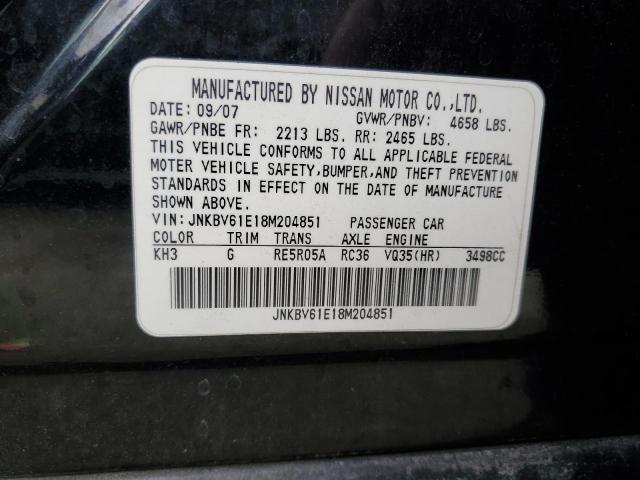 MANUFACTURED BY NISSAN MOTOR CO.,LTD.
DATE: 09/07 GVWR/PNBV: 4658 LBS.
GAWR/PNBE FR: 2213 LBS. RR: 2465 LBS.
THIS VEHICLE CONFORMS TO ALL APPLICABLE FEDERAL
MOTOR VEHICLE SAFETY,BUMPER,AND THEFT PREVENTION
STANDARDS IN EFFECT ON THE DATE OF MANUFACTURE
SHOWN ABOVE.
VIN:JNKBV61E18M204851 PASSENGER CAR
COLOR TRIM TRANS AXLE ENGINE
KH3 G RE5R05A RC36 VQ35(HR) 3498CC
JNKBV61E18M204851